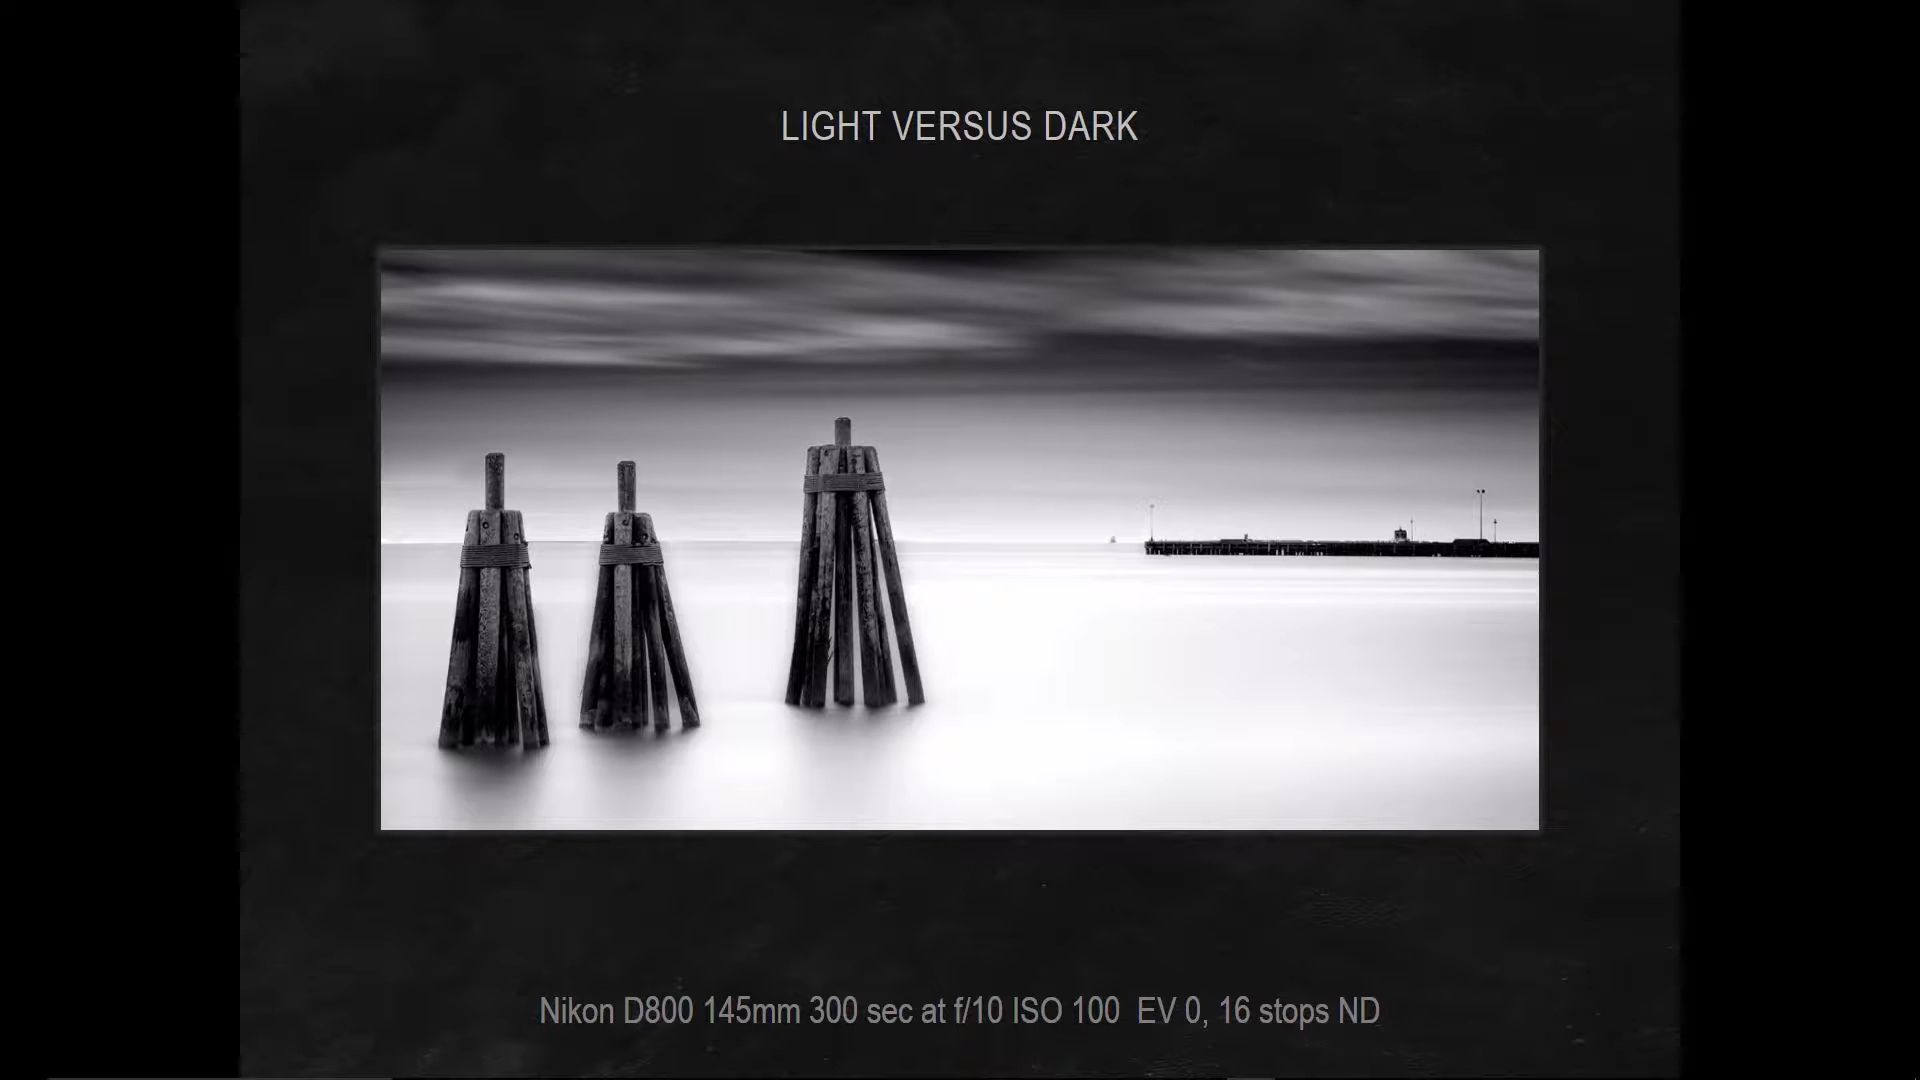 LIGHT VERSUS DARK
Nikon D800 145mm 300 sec at f/10 ISO 100  EV 0, 16 stops ND